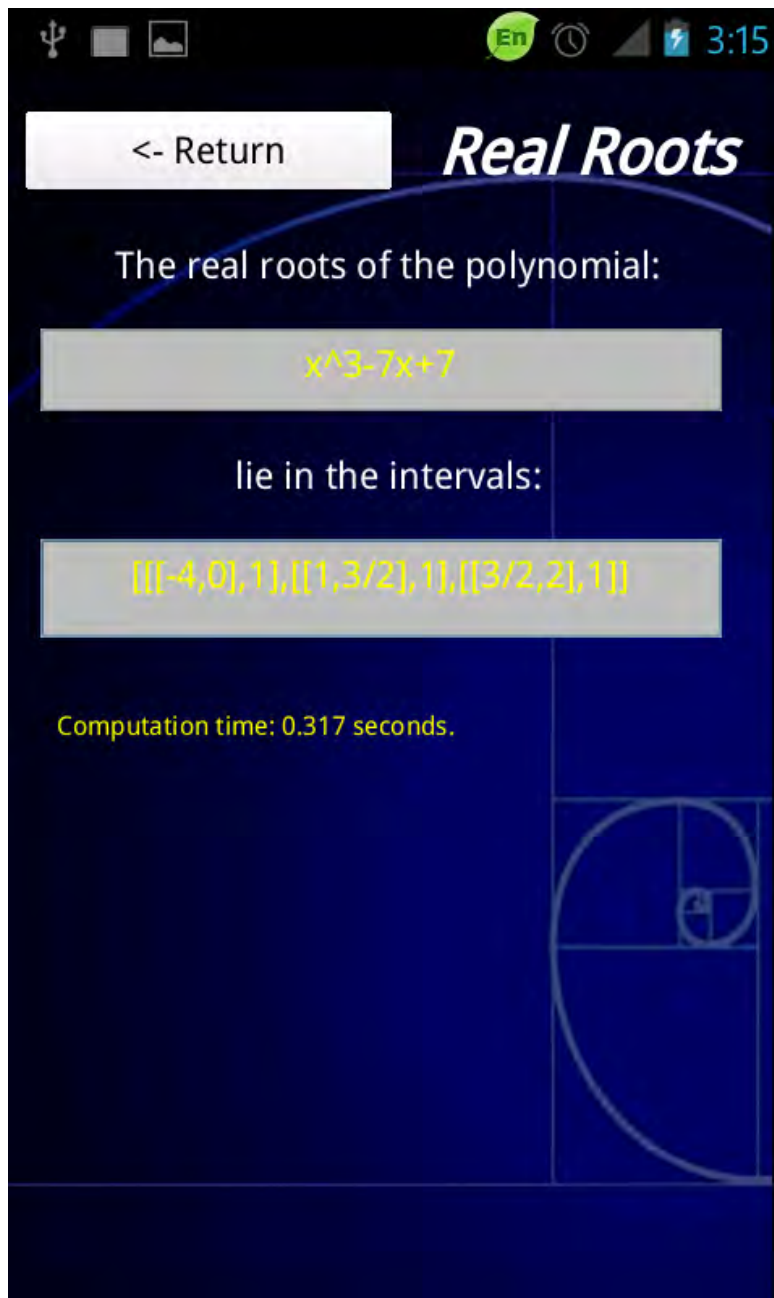 En 3:15
<- Return Real Roots
The real roots of the polynomial:
x^3-7x+7
lie in the intervals:
[[[-4,0],1],[[1,3/2],1],[[3/2,2],1]]
Computation time: 0.317 seconds.